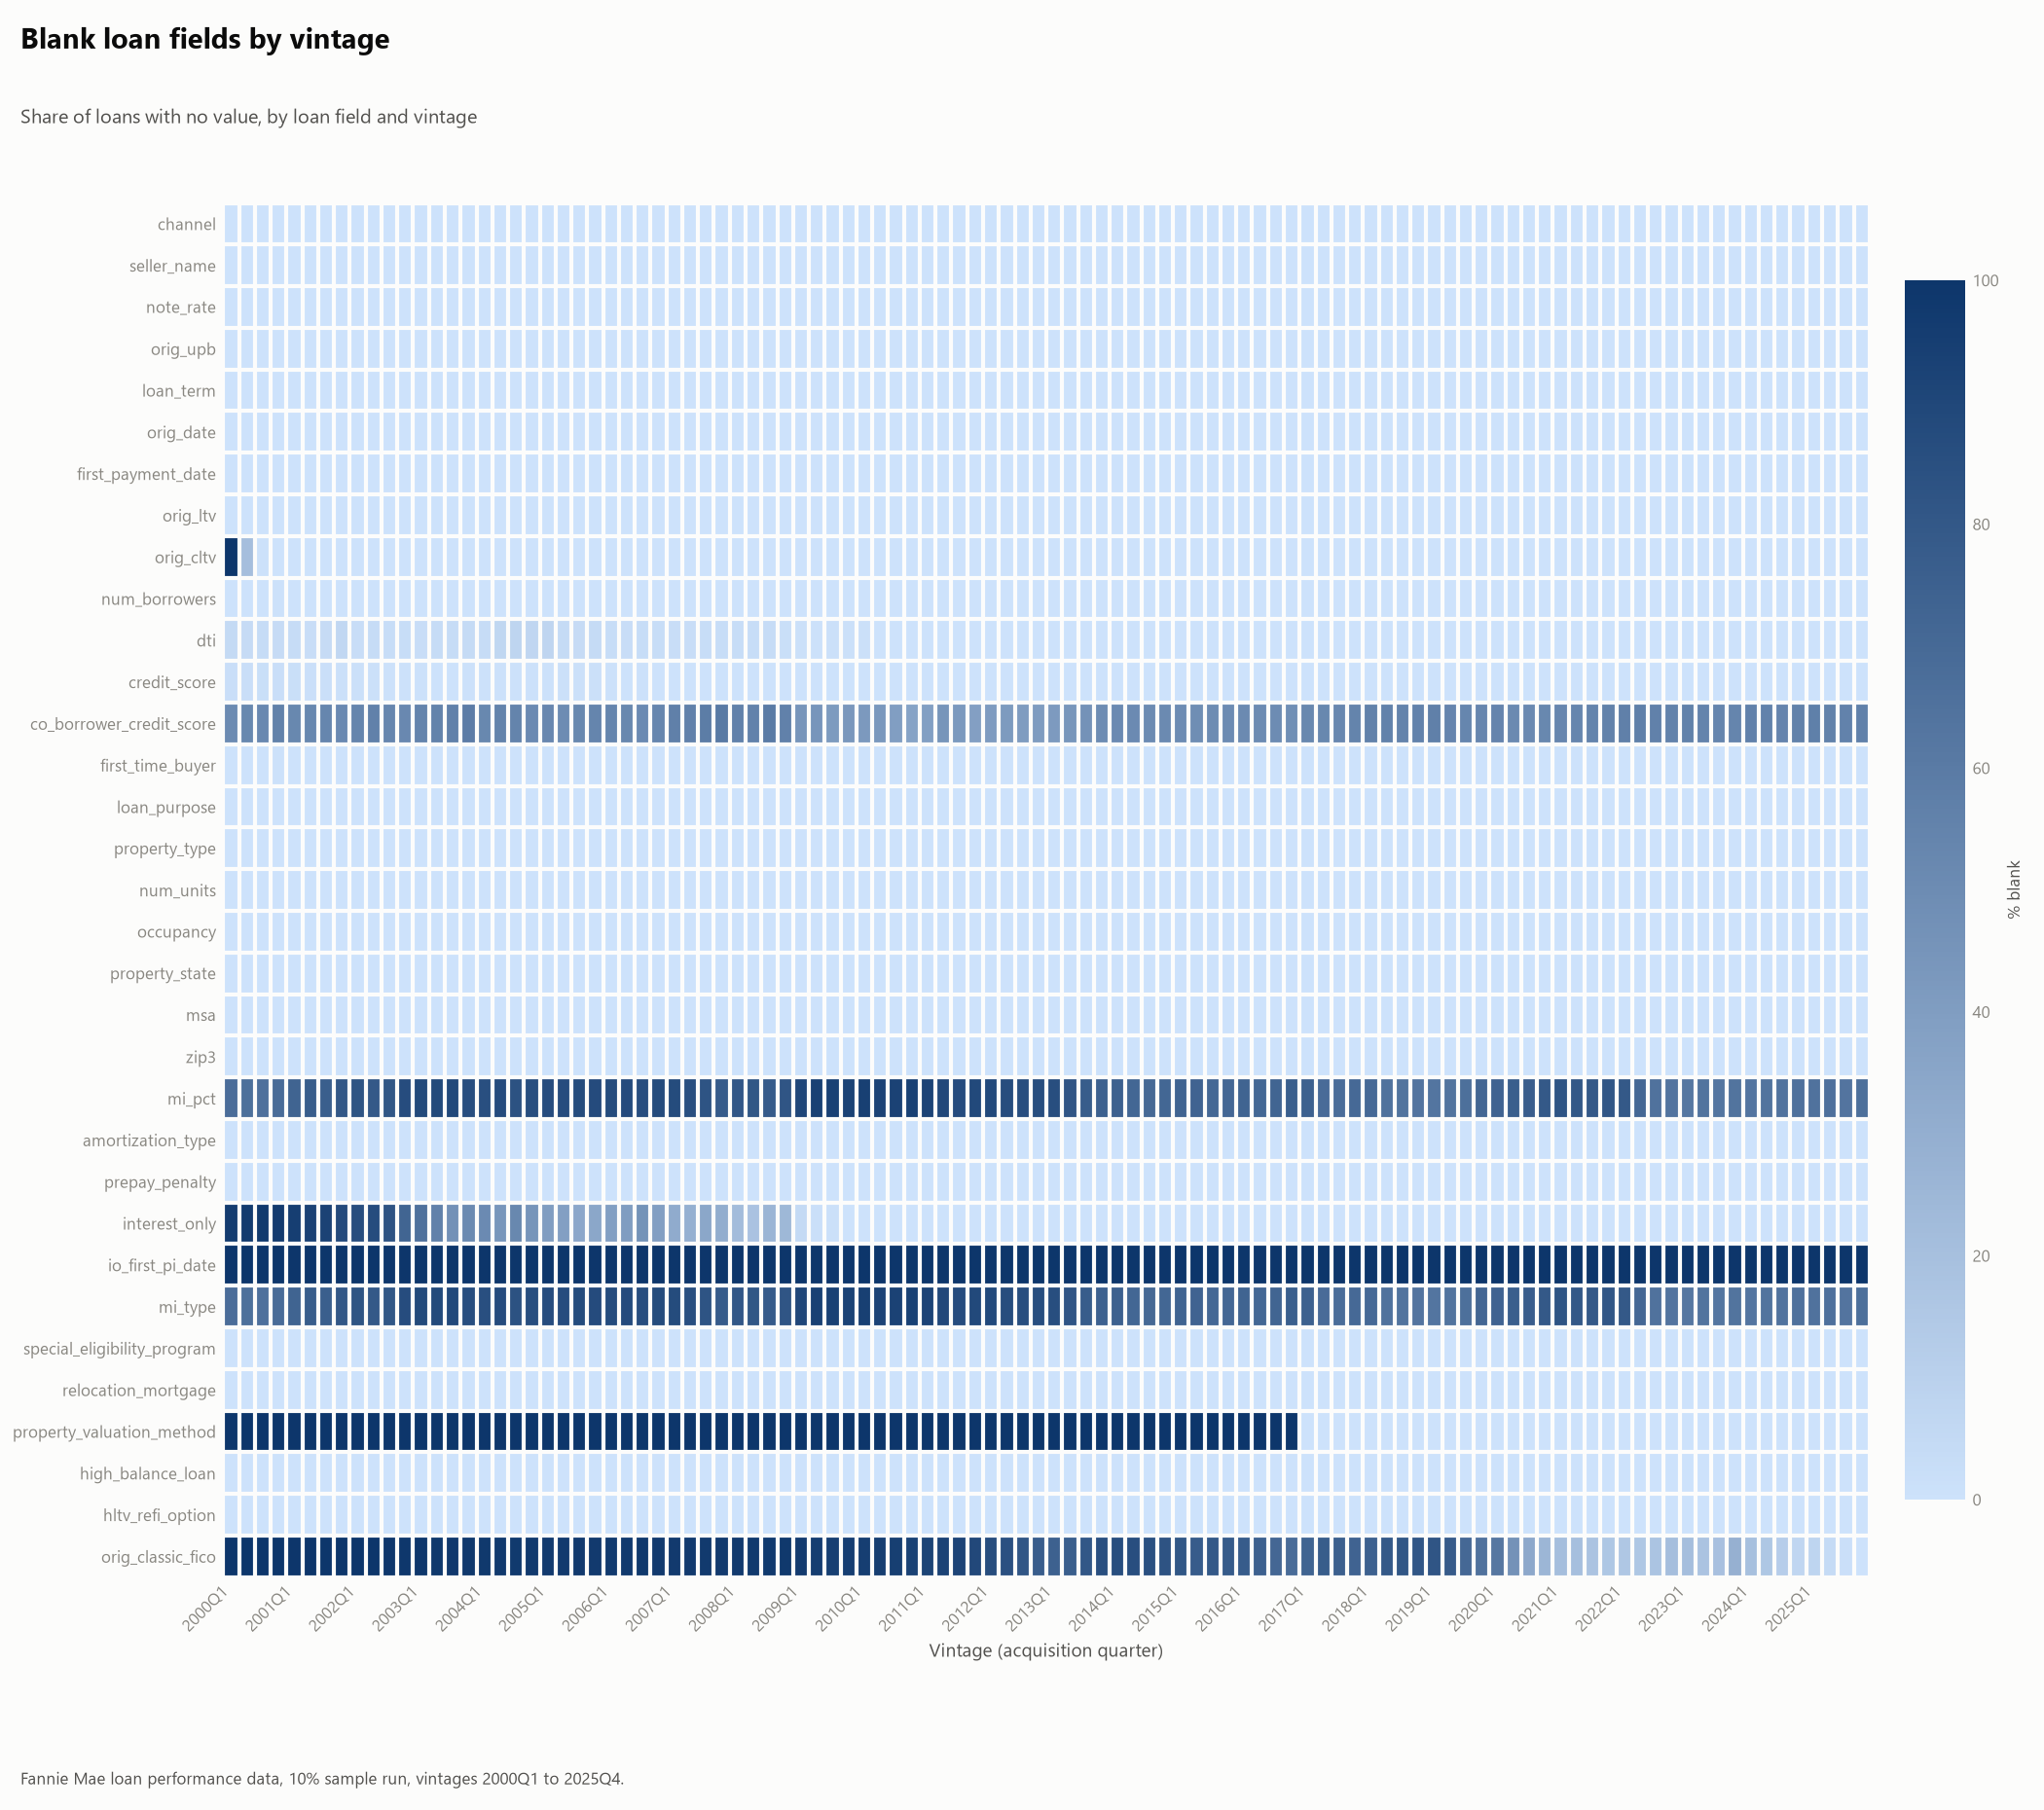 Blank loan fields by vintage
Share of loans with no value, by loan field and vintage
channel
seller_name
note_rate
orig_upb
loan_term
orig_date
first_payment_date
orig_ltv
orig_cltv
num_borrowers
dti
credit_score
co_borrower_credit_score
first_time_buyer
loan_purpose
property_type
num_units
occupancy
property_state
msa
zip3
mi_pct
amortization_type
prepay_penalty
interest_only
io_first_pi_date
mi_type
special_eligibility_program
relocation_mortgage
property_valuation_method
high_balance_loan
hltv_refi_option
orig_classic_fico
2000Q1
2001Q1
2002Q1
2003Q1
2004Q1
2005Q1
2006Q1
2007Q1
2008Q1
2009Q1
2010Q1
2011Q1
2012Q1
2013Q1
2014Q1
2015Q1
2016Q1
2017Q1
2018Q1
2019Q1
2020Q1
2021Q1
2022Q1
2023Q1
2024Q1
2025Q1
Vintage (acquisition quarter)
100
80
60
40
20
0
% blank
Fannie Mae loan performance data, 10% sample run, vintages 2000Q1 to 2025Q4.